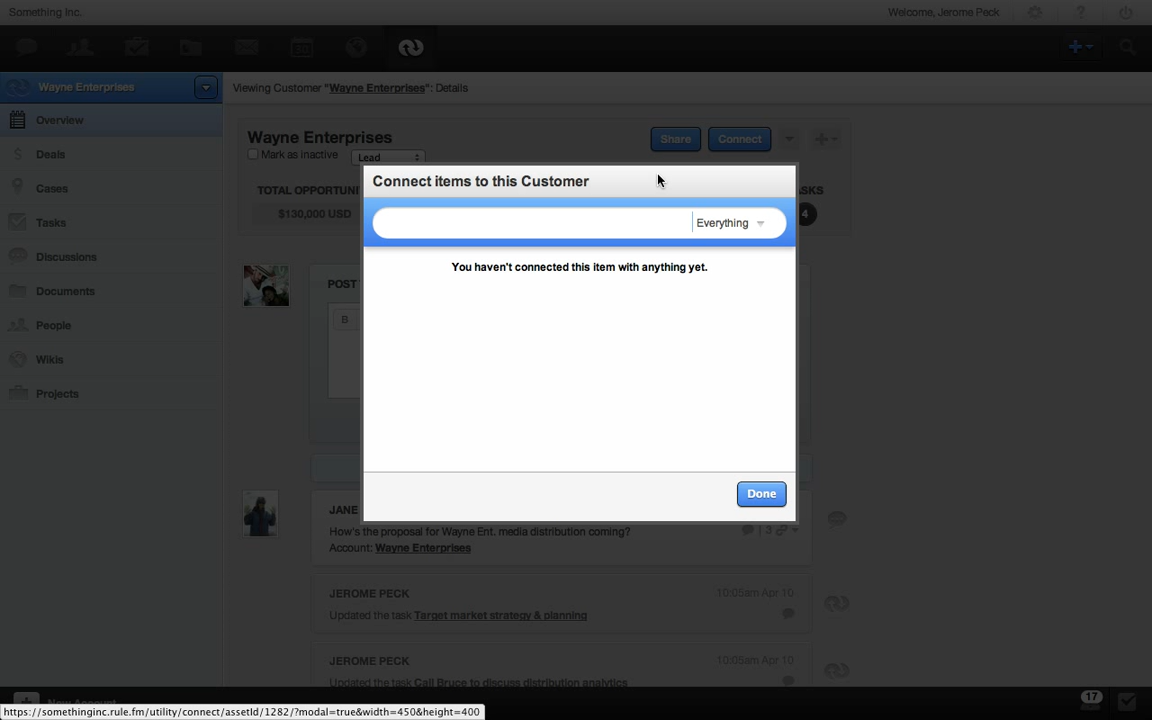 Something Inc.
Welcome, Jerome Peck
?
30
+
Wayne Enterprises
Viewing Customer "Wayne Enterprises": Details
Overview
Deals
Cases
Tasks
Discussions
Documents
People
Wikis
Projects
Wayne Enterprises
Share
Connect
Mark as inactive
Lead
TOTAL OPPORTUNI
ASKS
$130,000 USD
4
Connect items to this Customer
Everything
You haven't connected this item with anything yet.
POST
B
Done
JANE
How's the proposal for Wayne Ent. media distribution coming?
| 3
Account: Wayne Enterprises
JEROME PECK
10:05am Apr 10
Updated the task Target market strategy & planning
JEROME PECK
10:05am Apr 10
Updated the task Call Bruce to discuss distribution analytics
New Account
17
https://somethinginc.rule.fm/utility/connect/assetId/1282/?modal=true&width=450&height=400